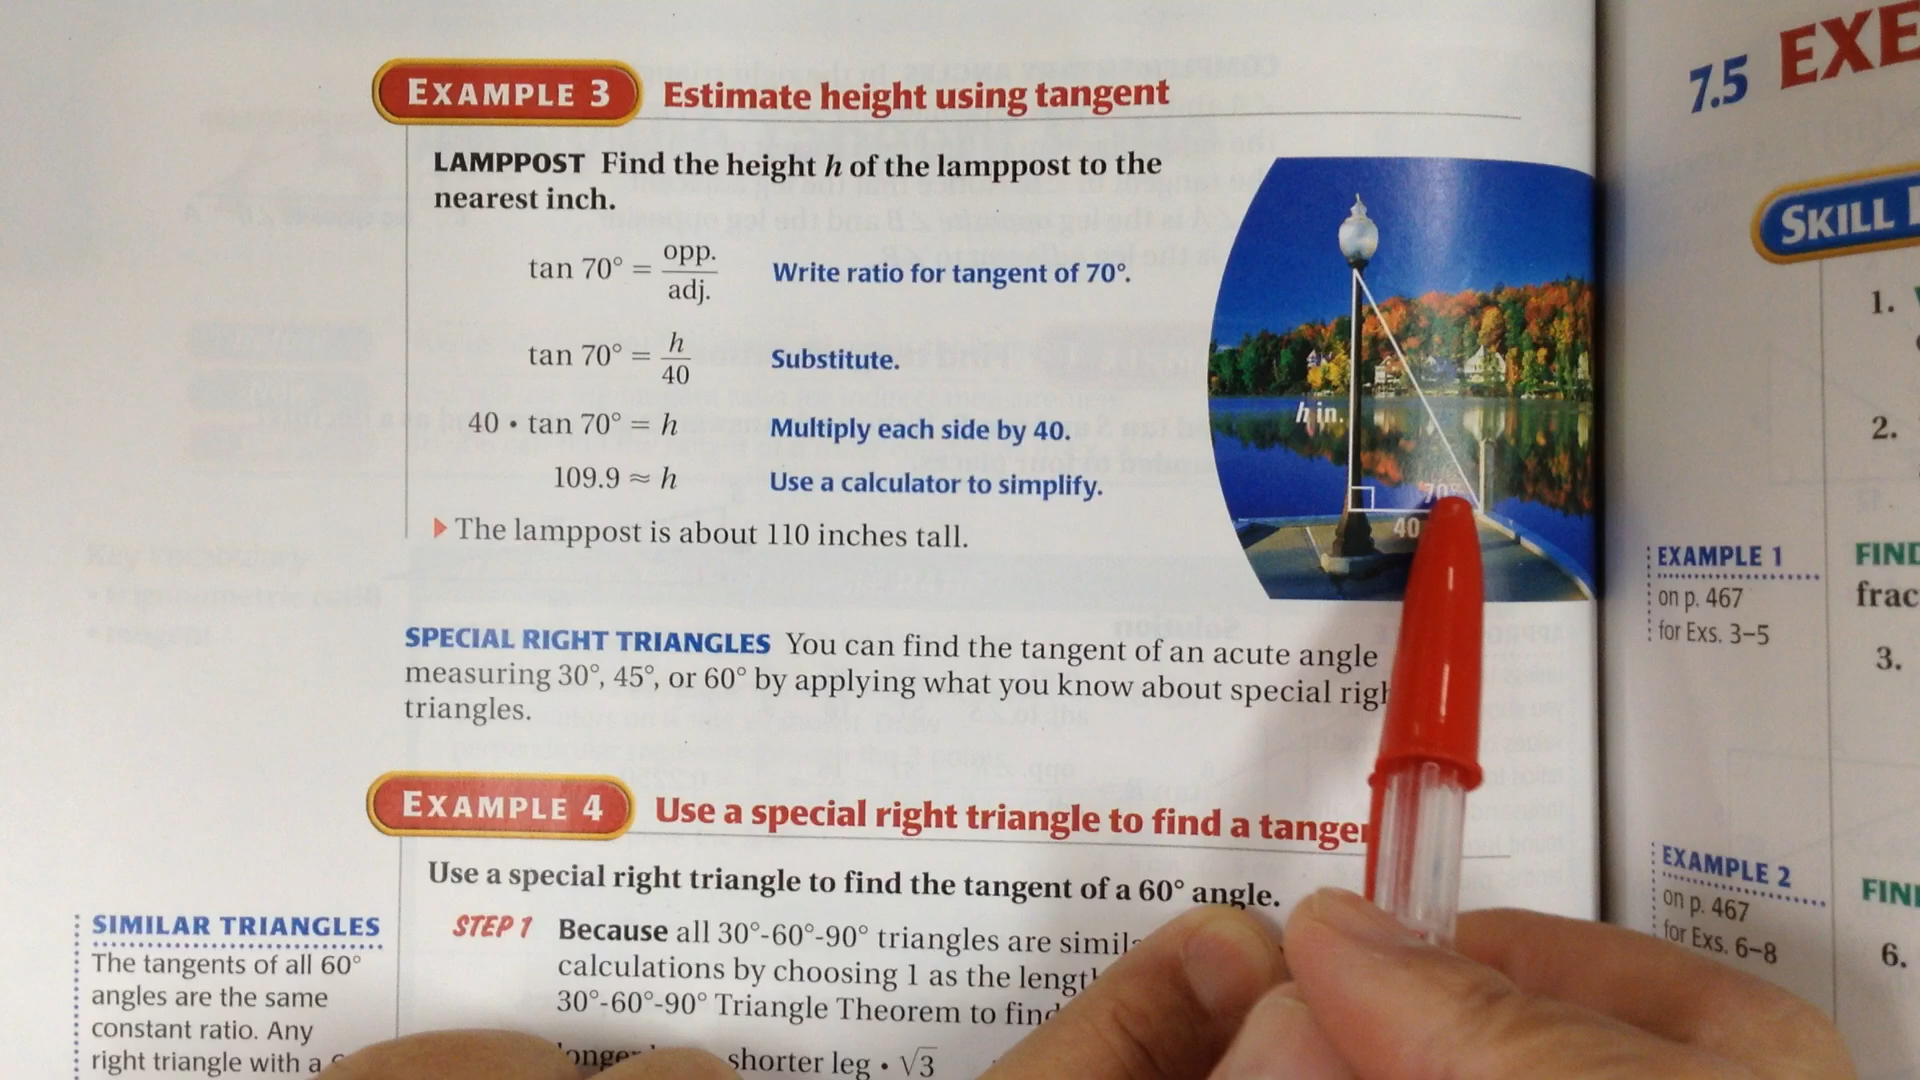 EXAMPLE 3 Estimate height using tangent
LAMPPOST Find the height h of the lamppost to the
nearest inch.
tan 70° = opp./adj. Write ratio for tangent of 70°.
tan 70° = h/40 Substitute.
40 • tan 70° = h Multiply each side by 40.
109.9 ≈ h Use a calculator to simplify.
▶ The lamppost is about 110 inches tall.
h in.
70°
40
SPECIAL RIGHT TRIANGLES You can find the tangent of an acute angle
measuring 30°, 45°, or 60° by applying what you know about special
triangles.
EXAMPLE 4 Use a special right triangle to find a
Use a special right triangle to find the tangent of a 60° angle.
STEP 1 Because all 30°-60°-90° triangles are
calculations by choosing 1 as the
30°-60°-90° Triangle Theorem to
shorter leg • √3
SIMILAR TRIANGLES
The tangents of all 60°
angles are the same
constant ratio. Any
right triangle with a
7.5 EXE
SKILL
1.
2.
EXAMPLE 1
on p. 467
for Exs. 3–5
FIND
frac
3.
EXAMPLE 2
on p. 467
for Exs. 6–8
FIN
6.